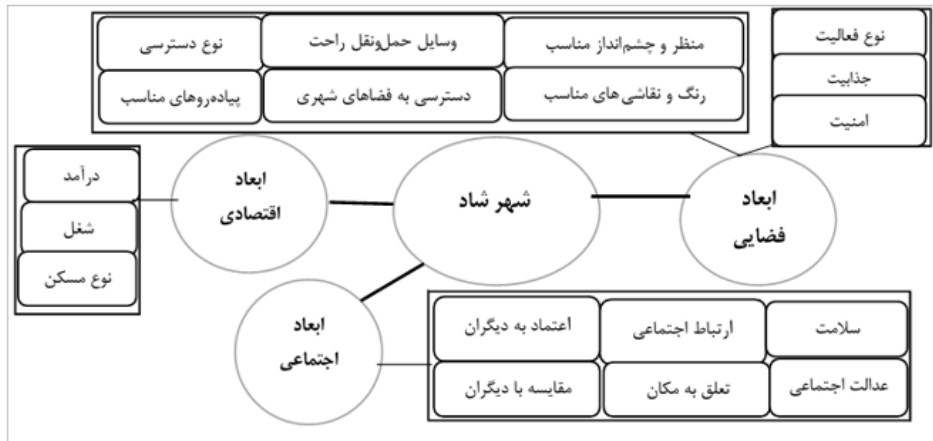 نوع فعالیت
جذابیت
امنیت
منظر و چشم‌انداز مناسب
وسایل حمل‌ونقل راحت
نوع دسترسی
رنگ و نقاشی‌های مناسب
دسترسی به فضاهای شهری
پیاده‌روهای مناسب
ابعاد
فضایی
شهر شاد
ابعاد
اقتصادی
درآمد
شغل
نوع مسکن
ابعاد
اجتماعی
سلامت
ارتباط اجتماعی
اعتماد به دیگران
عدالت اجتماعی
تعلق به مکان
مقایسه با دیگران